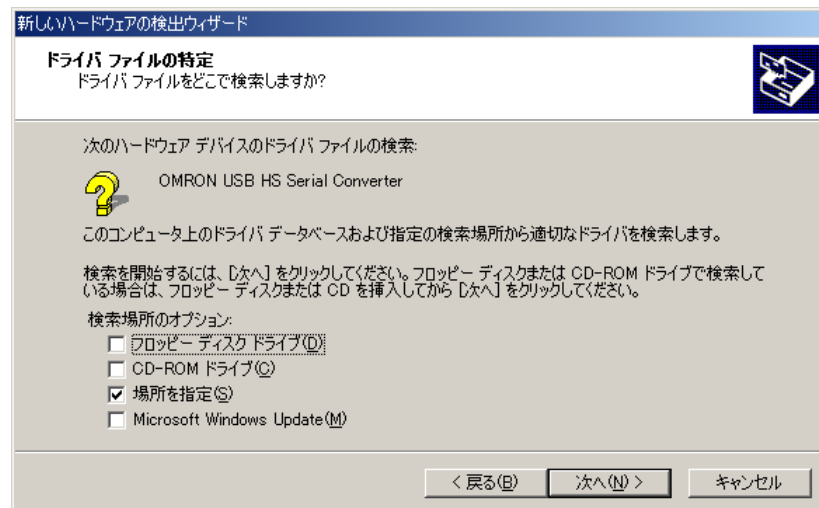 新しいハードウェアの検出ウィザード
ドライバ ファイルの特定
ドライバ ファイルをどこで検索しますか?
次のハードウェア デバイスのドライバ ファイルの検索:
OMRON USB HS Serial Converter
このコンピュータ上のドライバ データベースおよび指定の検索場所から適切なドライバを検索します。
検索を開始するには、[次へ] をクリックしてください。フロッピー ディスクまたは CD-ROM ドライブで検索して
いる場合は、フロッピー ディスクまたは CD を挿入してから [次へ] をクリックしてください。
検索場所のオプション:
フロッピー ディスク ドライブ(D)
CD-ROM ドライブ(C)
場所を指定(S)
Microsoft Windows Update(M)
< 戻る(B) 次へ(N) > キャンセル